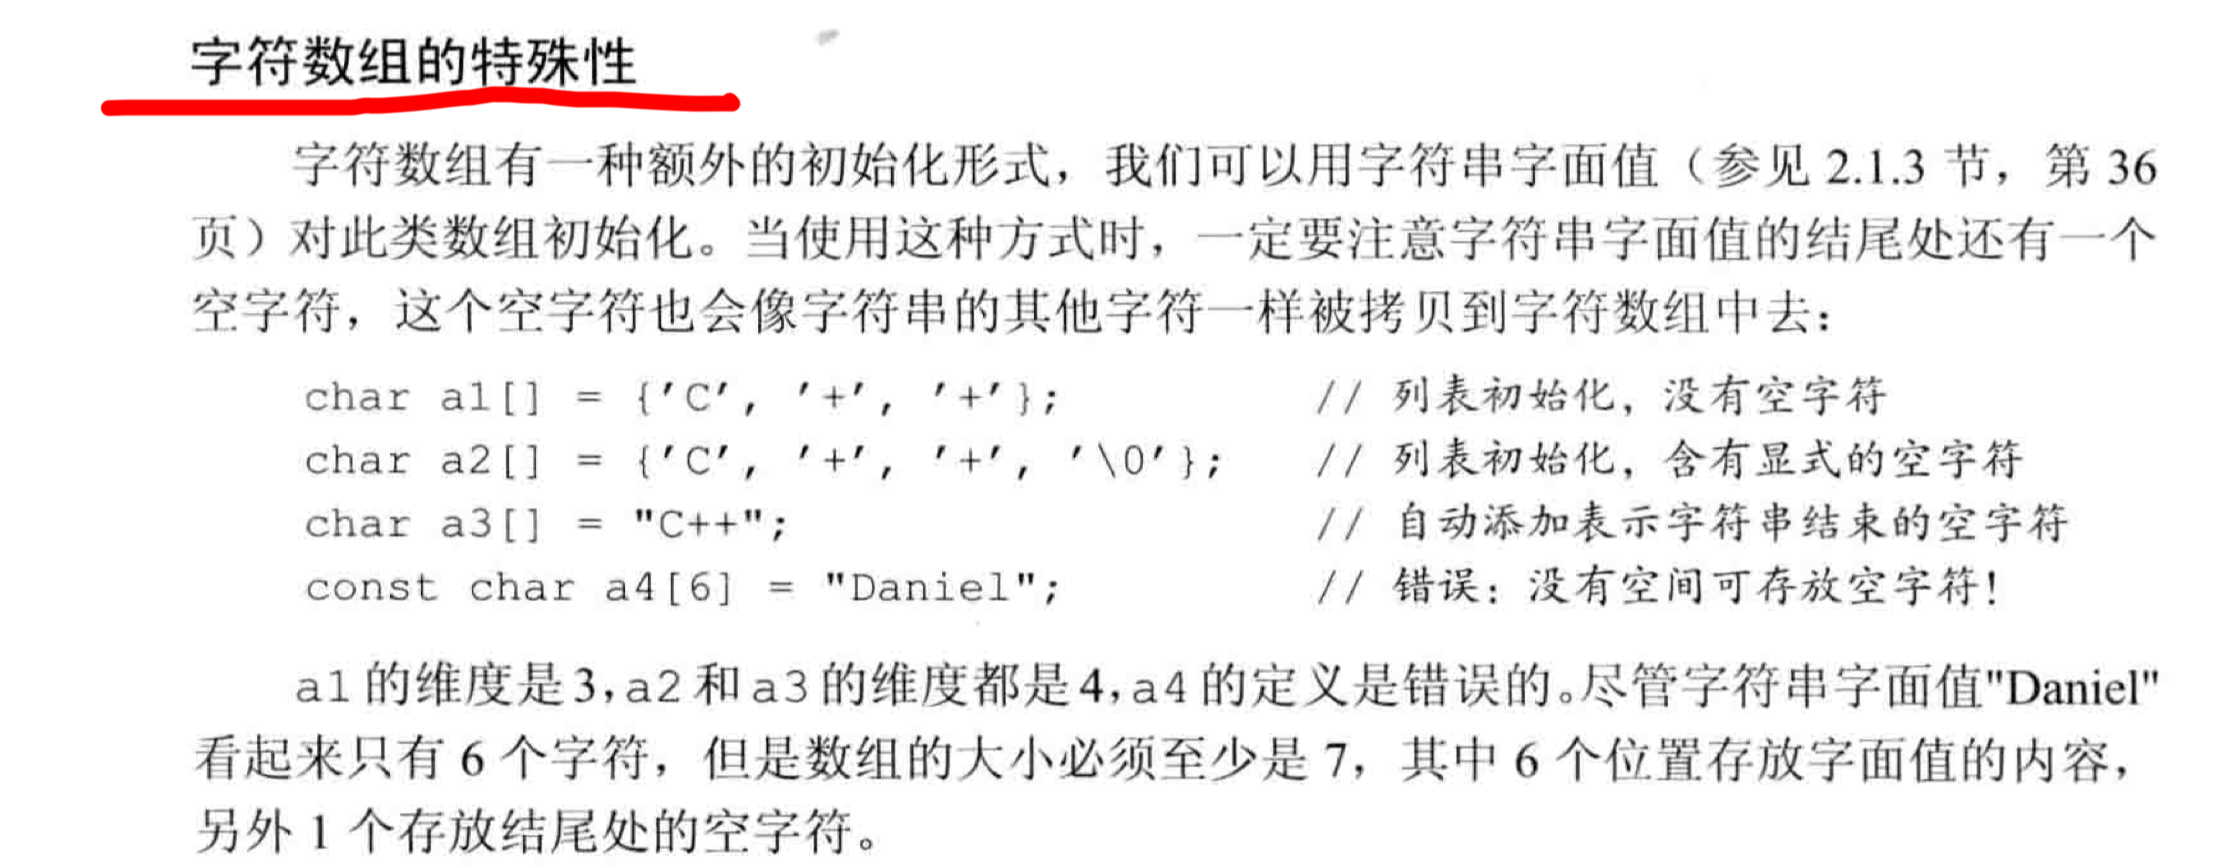 字符数组的特殊性
字符数组有一种额外的初始化形式，我们可以用字符串字面值（参见 2.1.3 节，第 36
页）对此类数组初始化。当使用这种方式时，一定要注意字符串字面值的结尾处还有一个
空字符，这个空字符也会像字符串的其他字符一样被拷贝到字符数组中去：
char a1[] = {'C', '+', '+'}; // 列表初始化，没有空字符
char a2[] = {'C', '+', '+', '\0'}; // 列表初始化，含有显式的空字符
char a3[] = "C++"; // 自动添加表示字符串结束的空字符
const char a4[6] = "Daniel"; // 错误：没有空间可存放空字符！
a1 的维度是 3，a2 和 a3 的维度都是 4，a4 的定义是错误的。尽管字符串字面值"Daniel"
看起来只有 6 个字符，但是数组的大小必须至少是 7，其中 6 个位置存放字面值的内容，
另外 1 个存放结尾处的空字符。